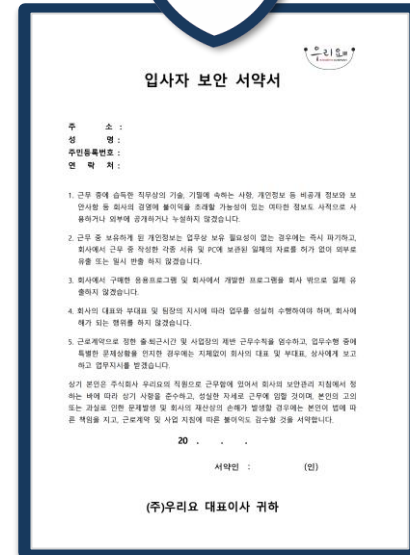 우리요
입사자 보안 서약서
주 소 :
성 명 :
주민등록번호 :
연 락 처 :
1. 근무 중에 습득한 직무상의 기술, 기밀에 속하는 사항, 개인정보 등 비공개 정보와 보
안사항 등 회사의 경영에 불이익을 초래할 가능성이 있는 여타한 정보도 사적으로 사
용하거나 외부에 공개하거나 누설하지 않겠습니다.
2. 근무 중 보유하게 된 개인정보는 업무상 보유 필요성이 없는 경우에는 즉시 파기하고,
회사에서 근무 중 작성한 각종 서류 및 PC에 보관된 일체의 자료를 허가 없이 외부로
유출 또는 일시 반출 하지 않겠습니다.
3. 회사에서 구매한 응용프로그램 및 회사에서 개발한 프로그램을 회사 밖으로 일체 유
출하지 않겠습니다.
4. 회사의 대표와 부대표 및 팀장의 지시에 따라 업무를 성실히 수행하여야 하며, 회사에
해가 되는 행위를 하지 않겠습니다.
5. 근로계약으로 정한 출·퇴근시간 및 사업장의 제반 근무수칙을 엄수하고, 업무수행 중에
특별한 문제상황을 인지한 경우에는 지체없이 회사의 대표 및 부대표, 상사에게 보고
하고 업무지시를 받겠습니다.
상기 본인은 주식회사 우리요의 직원으로 근무함에 있어서 회사의 보안관리 지침에서 정
하는 바에 따라 상기 사항을 준수하고, 성실한 자세로 근무에 임할 것이며, 본인의 고의
또는 과실로 인한 문제발생 및 회사의 재산상의 손해가 발생할 경우에는 본인이 법에 따
른 책임을 지고, 근로계약 및 사업 지침에 따른 불이익도 감수할 것을 서약합니다.
20 . . .
서약인 : (인)
(주)우리요 대표이사 귀하